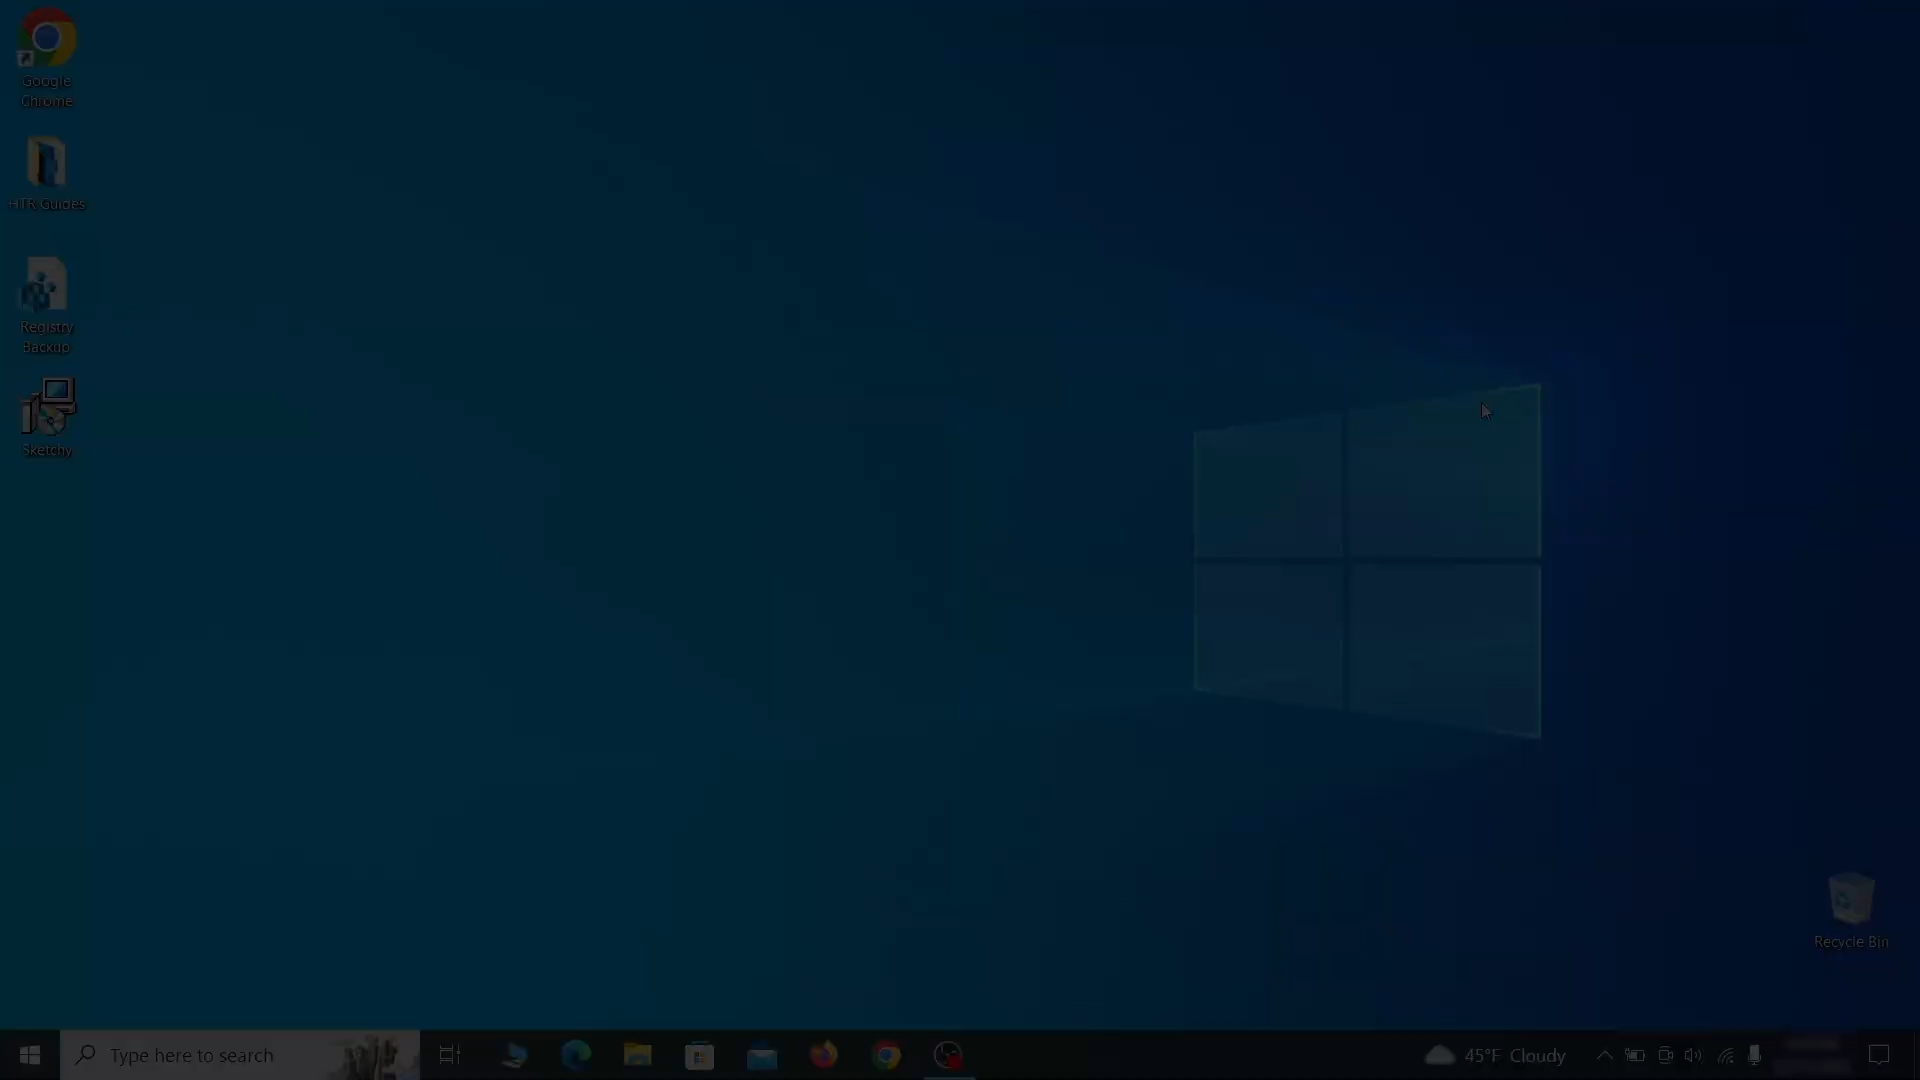 Google
Chrome
HTR Guides
Registry
Backup
Sketchy
Recycle Bin
Type here to search
45°F Cloudy